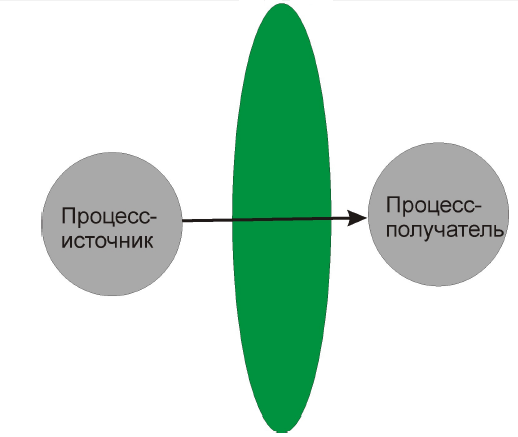 Процесс-
источник
Процесс-
получатель